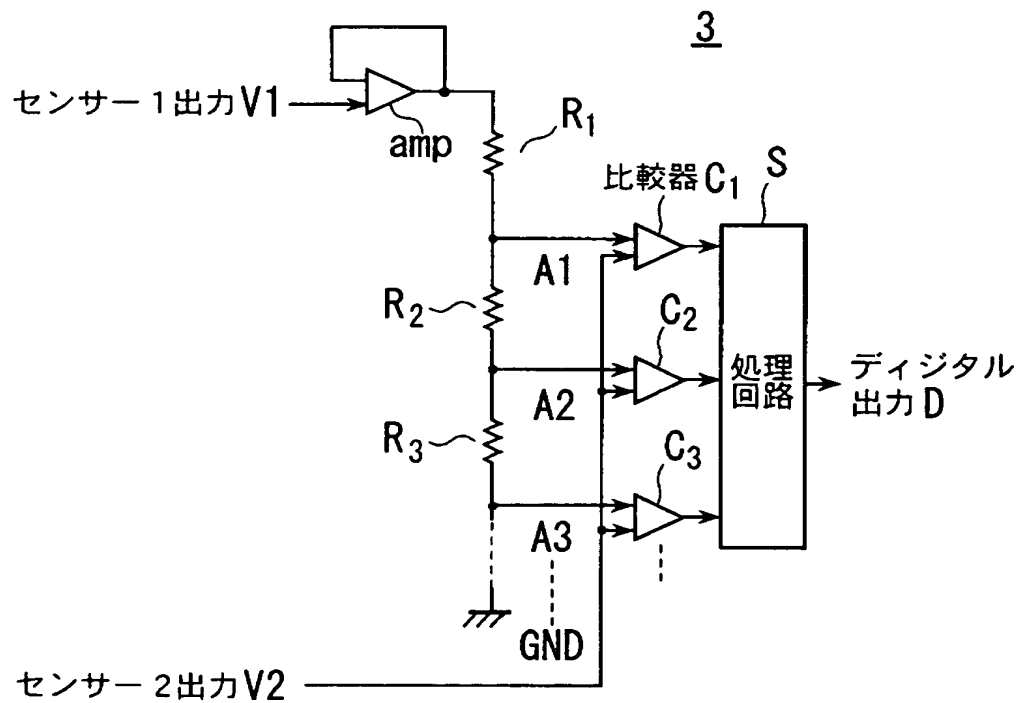 3
センサー1出力V1
amp
R1
比較器C1
S
A1
R2
C2
A2
処理
回路
ディジタル
出力D
R3
C3
A3
GND
センサー2出力V2